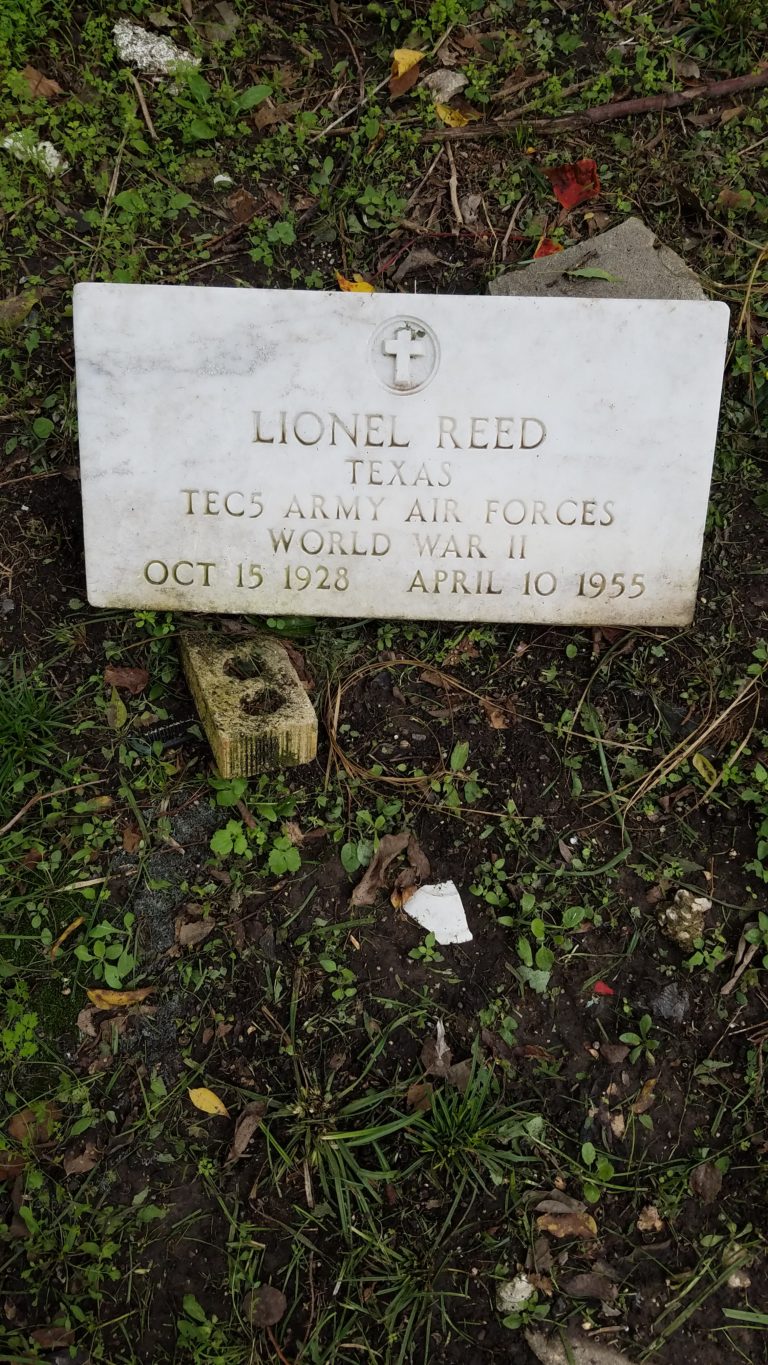 LIONEL REED
TEXAS
TEC5 ARMY AIR FORCES
WORLD WAR II
OCT 15 1928 APRIL 10 1955